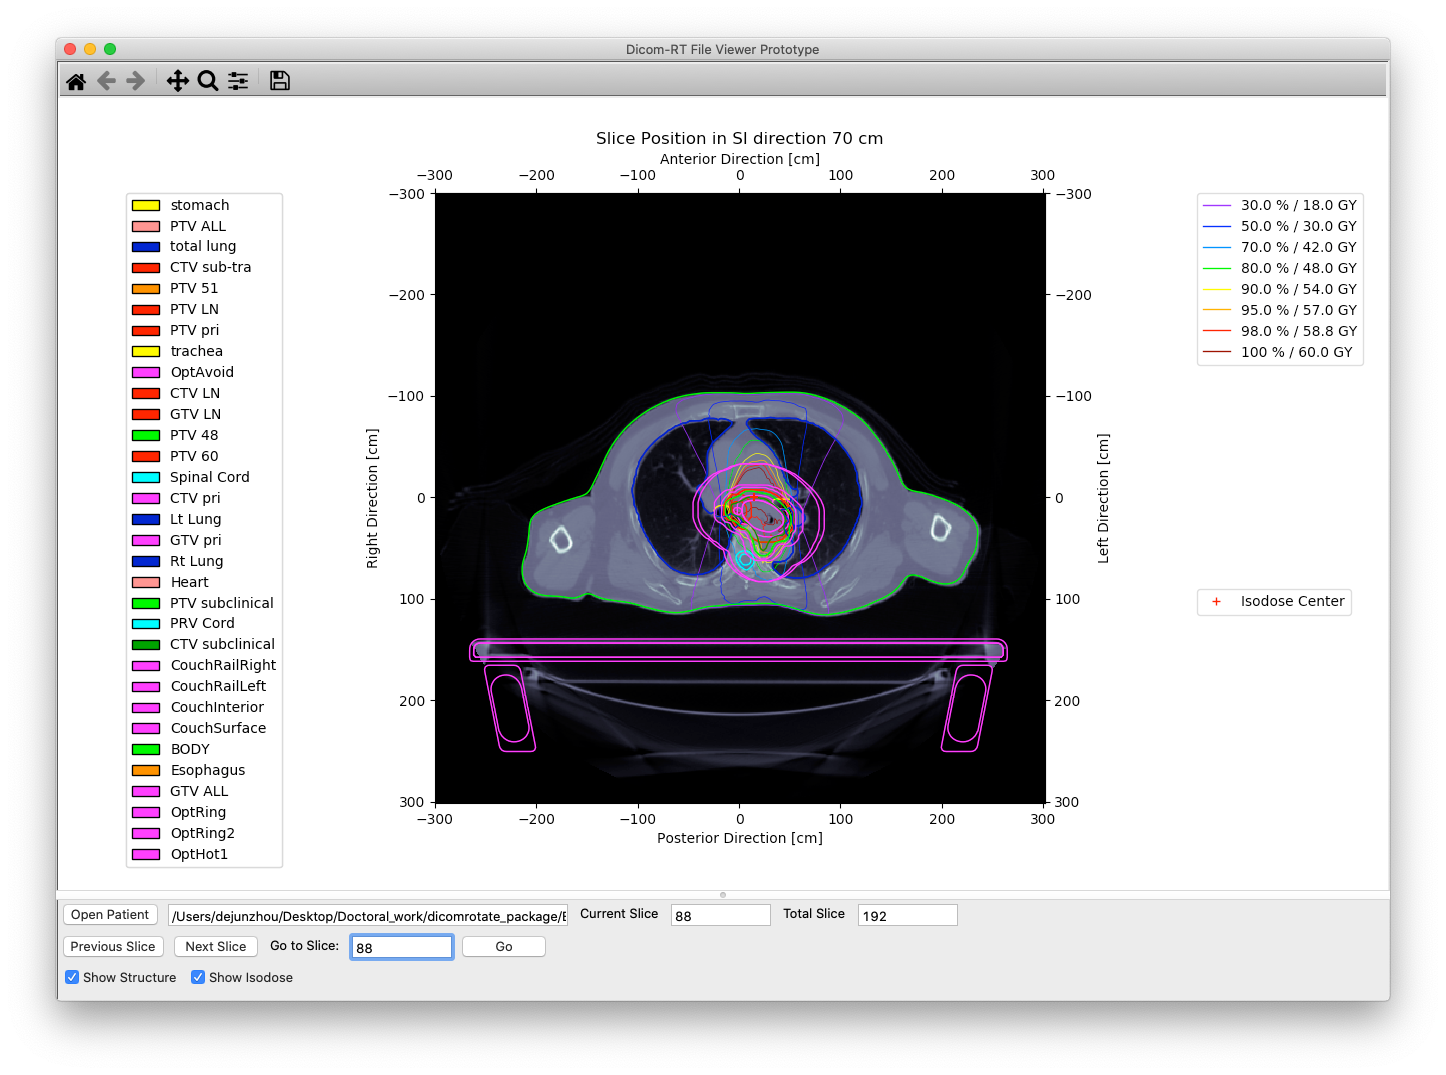 Dicom-RT File Viewer Prototype
Slice Position in SI direction 70 cm
Anterior Direction [cm]
−300 −200 −100 0 100 200 300
stomach
PTV ALL
total lung
CTV sub-tra
PTV 51
PTV LN
PTV pri
trachea
OptAvoid
CTV LN
GTV LN
PTV 48
PTV 60
Spinal Cord
CTV pri
Lt Lung
GTV pri
Rt Lung
Heart
PTV subclinical
PRV Cord
CTV subclinical
CouchRailRight
CouchRailLeft
CouchInterior
CouchSurface
BODY
Esophagus
GTV ALL
OptRing
OptRing2
OptHot1
Right Direction [cm]
−300
−200
−100
0
100
200
300
−300
−200
−100
0
100
200
300
Left Direction [cm]
30.0 % / 18.0 GY
50.0 % / 30.0 GY
70.0 % / 42.0 GY
80.0 % / 48.0 GY
90.0 % / 54.0 GY
95.0 % / 57.0 GY
98.0 % / 58.8 GY
100 % / 60.0 GY
Isodose Center
−300 −200 −100 0 100 200 300
Posterior Direction [cm]
Open Patient /Users/dejunzhou/Desktop/Doctoral_work/dicomrotate_package/E Current Slice 88 Total Slice 192
Previous Slice Next Slice Go to Slice: 88 Go
Show Structure Show Isodose